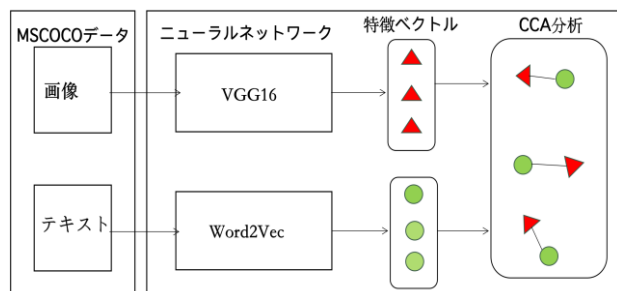 MSCOCOデータ
ニューラルネットワーク
特徴ベクトル
CCA分析
画像
VGG16
テキスト
Word2Vec